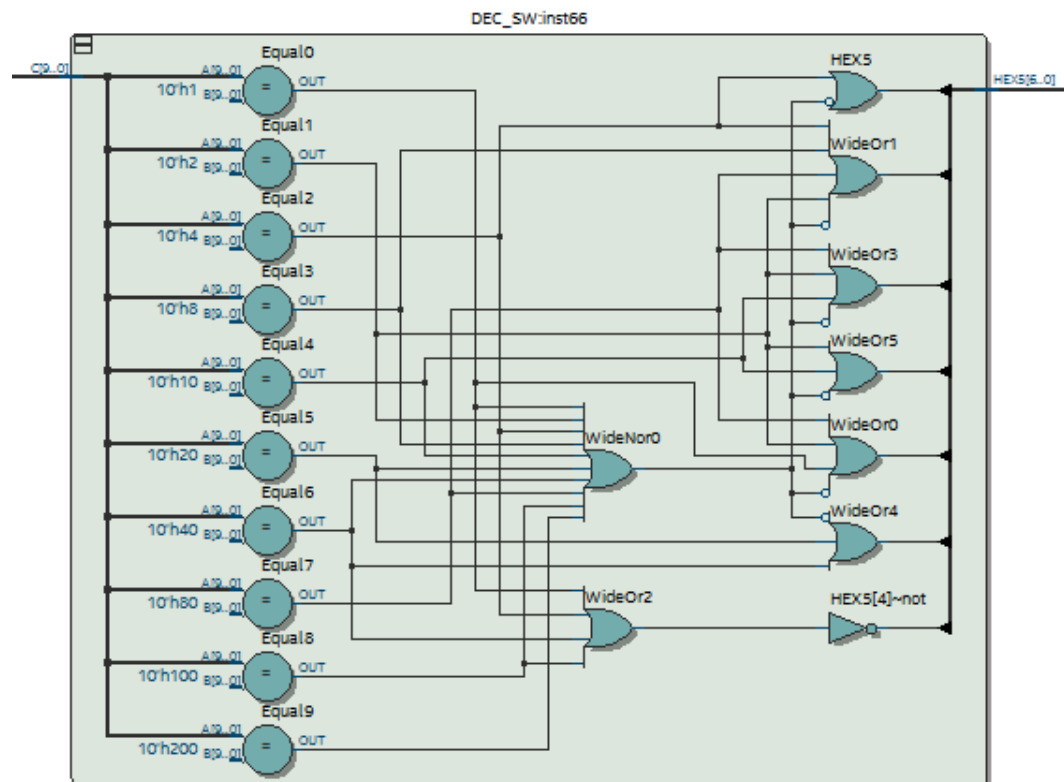 DEC_SW:inst66
C[9..0]
Equal0
A[9..0]
10'h1
B[9..0]
=
OUT
Equal1
A[9..0]
10'h2
B[9..0]
=
OUT
Equal2
A[9..0]
10'h4
B[9..0]
=
OUT
Equal3
A[9..0]
10'h8
B[9..0]
=
OUT
Equal4
A[9..0]
10'h10
B[9..0]
=
OUT
Equal5
A[9..0]
10'h20
B[9..0]
=
OUT
Equal6
A[9..0]
10'h40
B[9..0]
=
OUT
Equal7
A[9..0]
10'h80
B[9..0]
=
OUT
Equal8
A[9..0]
10'h100
B[9..0]
=
OUT
Equal9
A[9..0]
10'h200
B[9..0]
=
OUT
WideNor0
WideOr2
HEX5
WideOr1
WideOr3
WideOr5
WideOr0
WideOr4
HEX5[4]~not
HEX5[6..0]